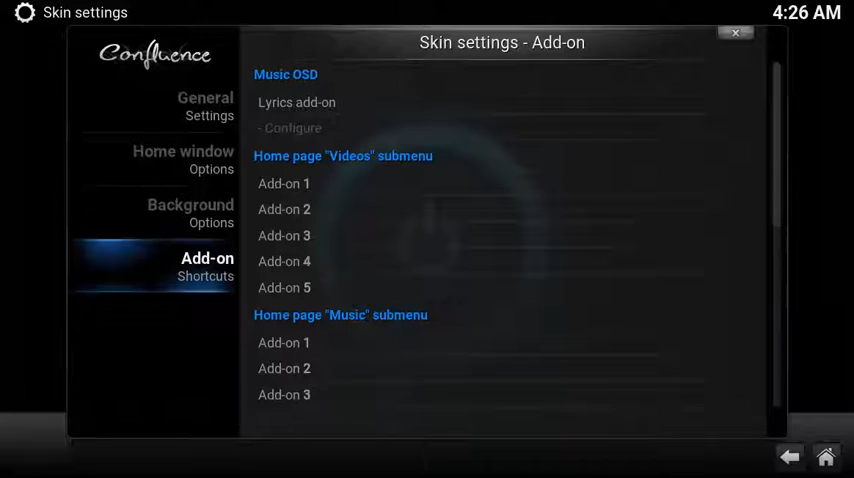 Skin settings
4:26 AM
Confluence
Skin settings - Add-on
General
Settings
Home window
Options
Background
Options
Add-on
Shortcuts
Music OSD
Lyrics add-on
- Configure
Home page "Videos" submenu
Add-on 1
Add-on 2
Add-on 3
Add-on 4
Add-on 5
Home page "Music" submenu
Add-on 1
Add-on 2
Add-on 3